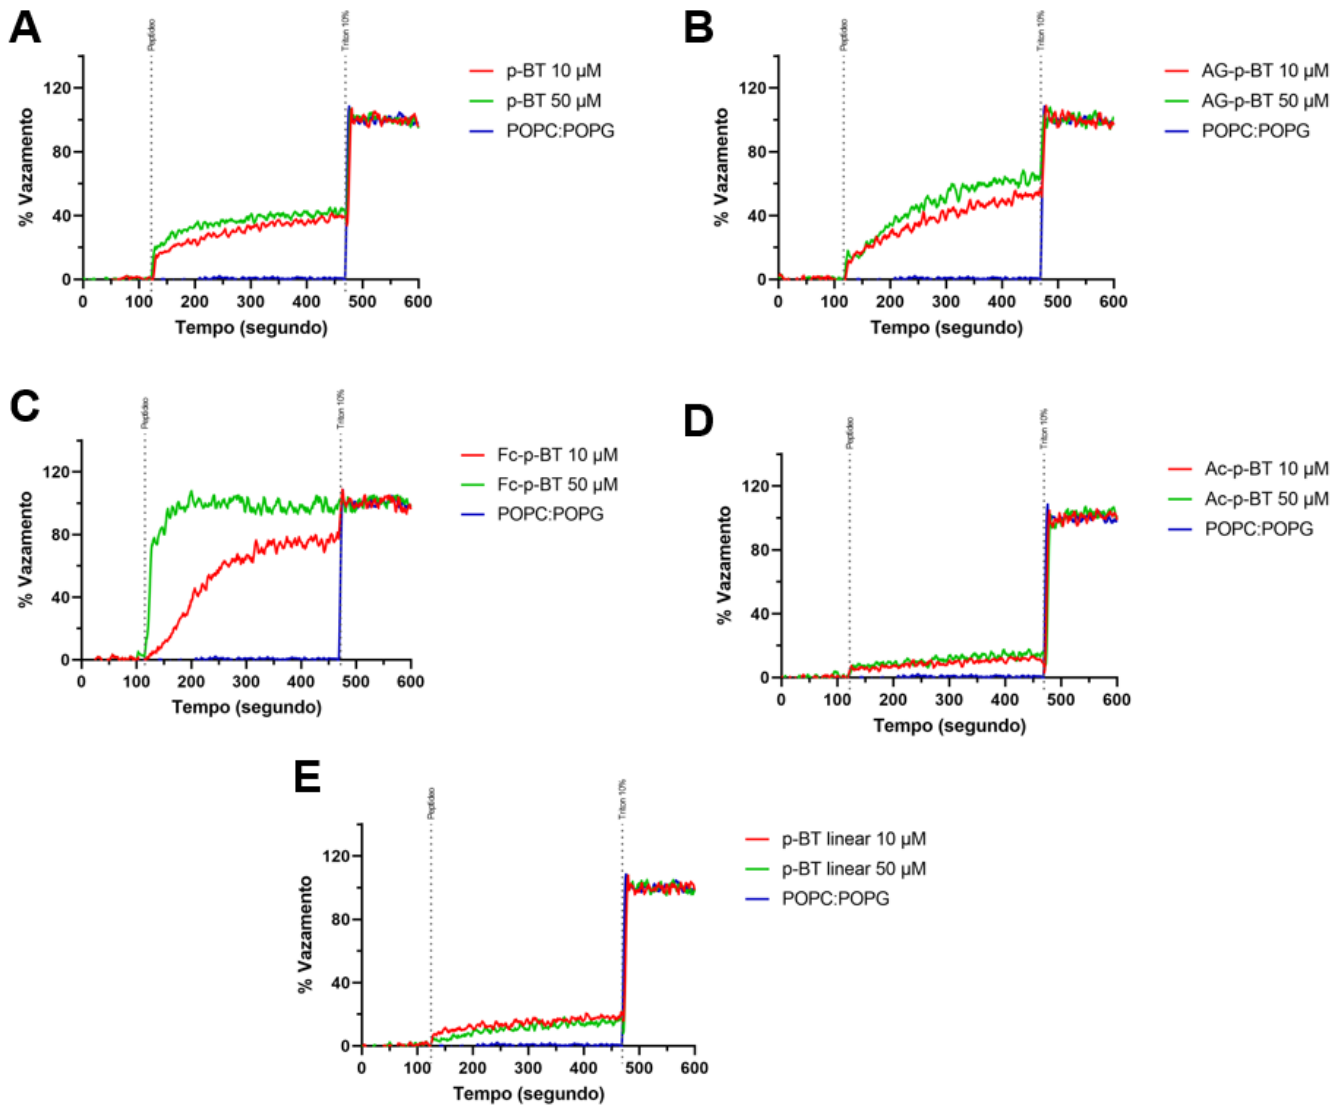 A
Peptídeo
Triton 10%
120
80
40
0
% Vazamento
0 100 200 300 400 500 600
Tempo (segundo)
p-BT 10 µM
p-BT 50 µM
POPC:POPG
B
Peptídeo
Triton 10%
120
80
40
0
% Vazamento
0 100 200 300 400 500 600
Tempo (segundo)
AG-p-BT 10 µM
AG-p-BT 50 µM
POPC:POPG
C
Peptídeo
Triton 10%
120
80
40
0
% Vazamento
0 100 200 300 400 500 600
Tempo (segundo)
Fc-p-BT 10 µM
Fc-p-BT 50 µM
POPC:POPG
D
Peptídeo
Triton 10%
120
80
40
0
% Vazamento
0 100 200 300 400 500 600
Tempo (segundo)
Ac-p-BT 10 µM
Ac-p-BT 50 µM
POPC:POPG
E
Peptídeo
Triton 10%
120
80
40
0
% Vazamento
0 100 200 300 400 500 600
Tempo (segundo)
p-BT linear 10 µM
p-BT linear 50 µM
POPC:POPG